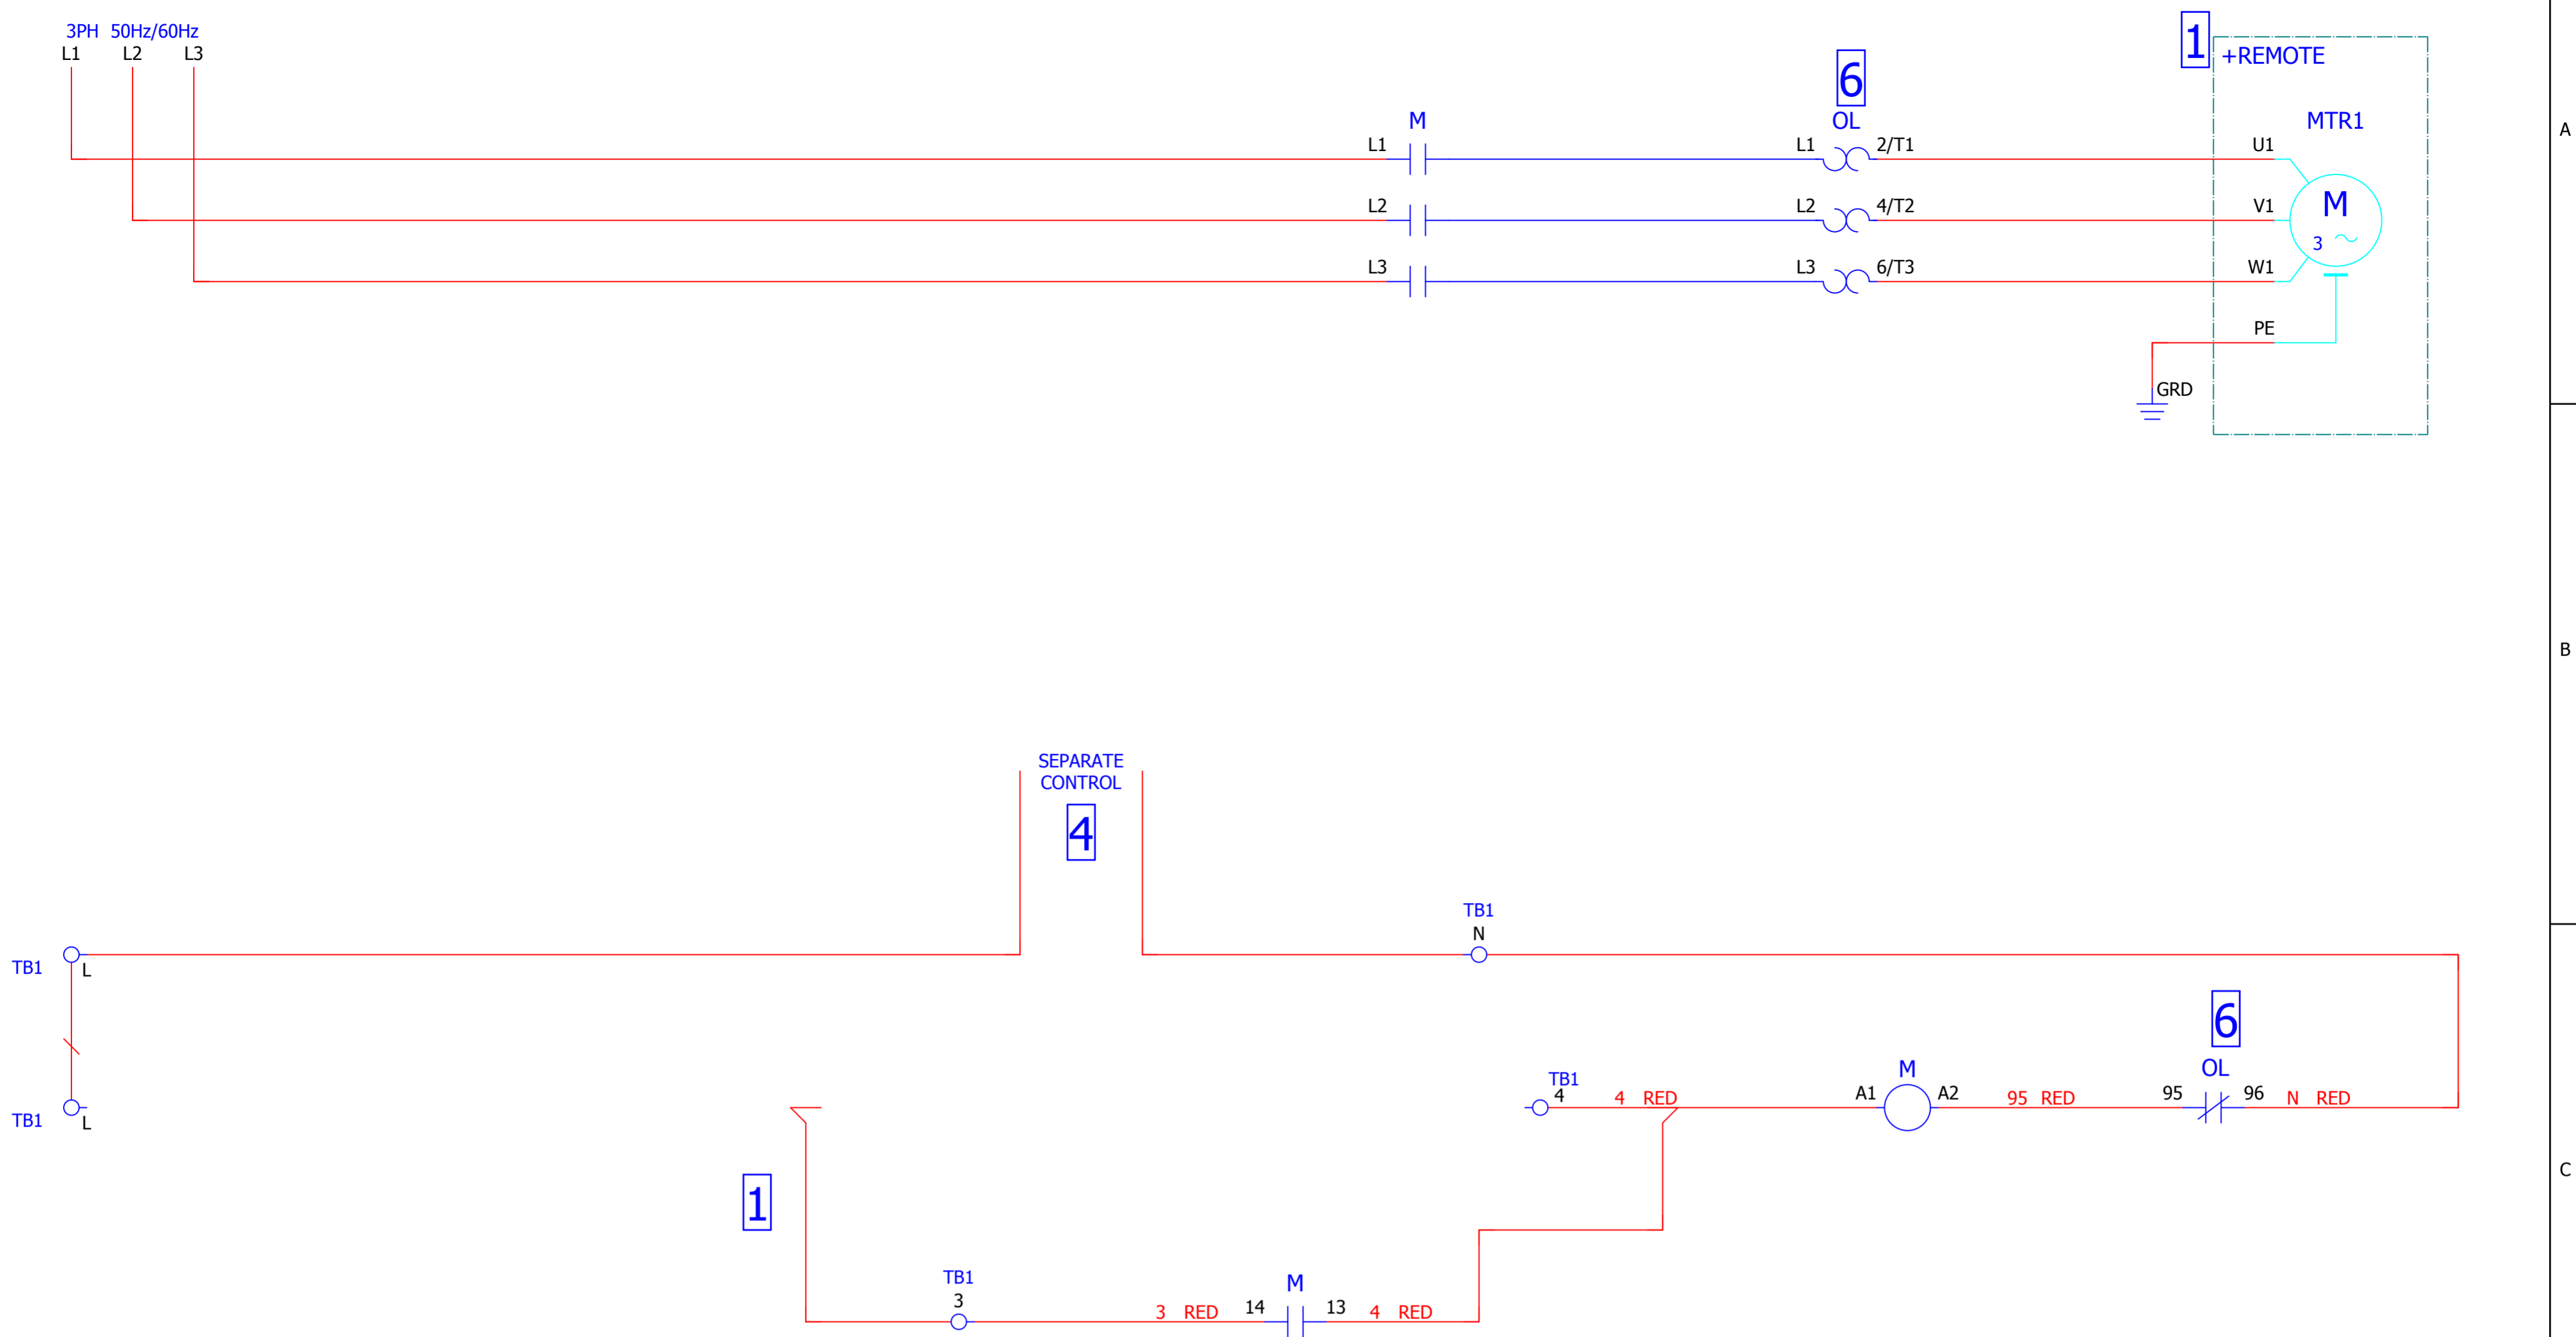 3PH 50Hz/60Hz
L1 L2 L3
1
+REMOTE
6
M OL MTR1
L1 L1 2/T1 U1
A
L2 L2 4/T2 V1
M
3
L3 L3 6/T3 W1
PE
GRD
B
SEPARATE
CONTROL
4
TB1
N
TB1 L
6
M OL
TB1
4
4 RED A1 A2 95 RED 95 96 N RED
TB1 L
C
1
TB1 M
3
3 RED 14 13 4 RED